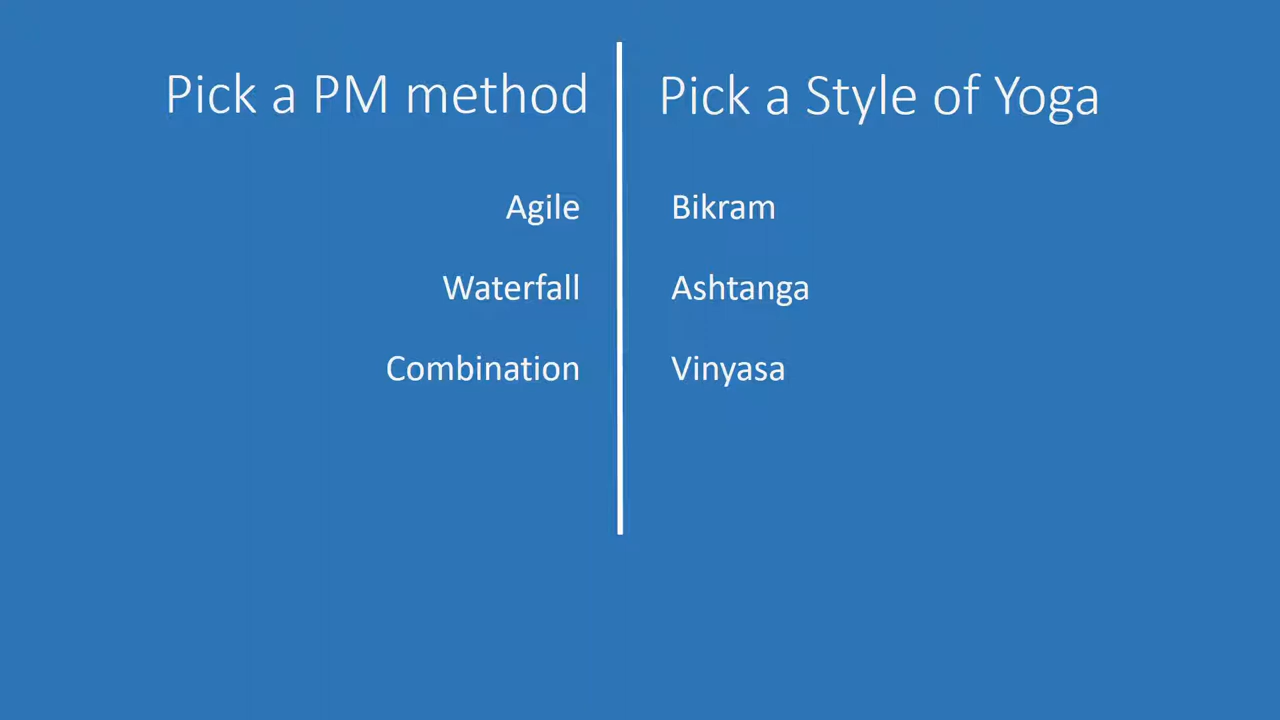 Pick a PM method
Agile
Waterfall
Combination
Pick a Style of Yoga
Bikram
Ashtanga
Vinyasa